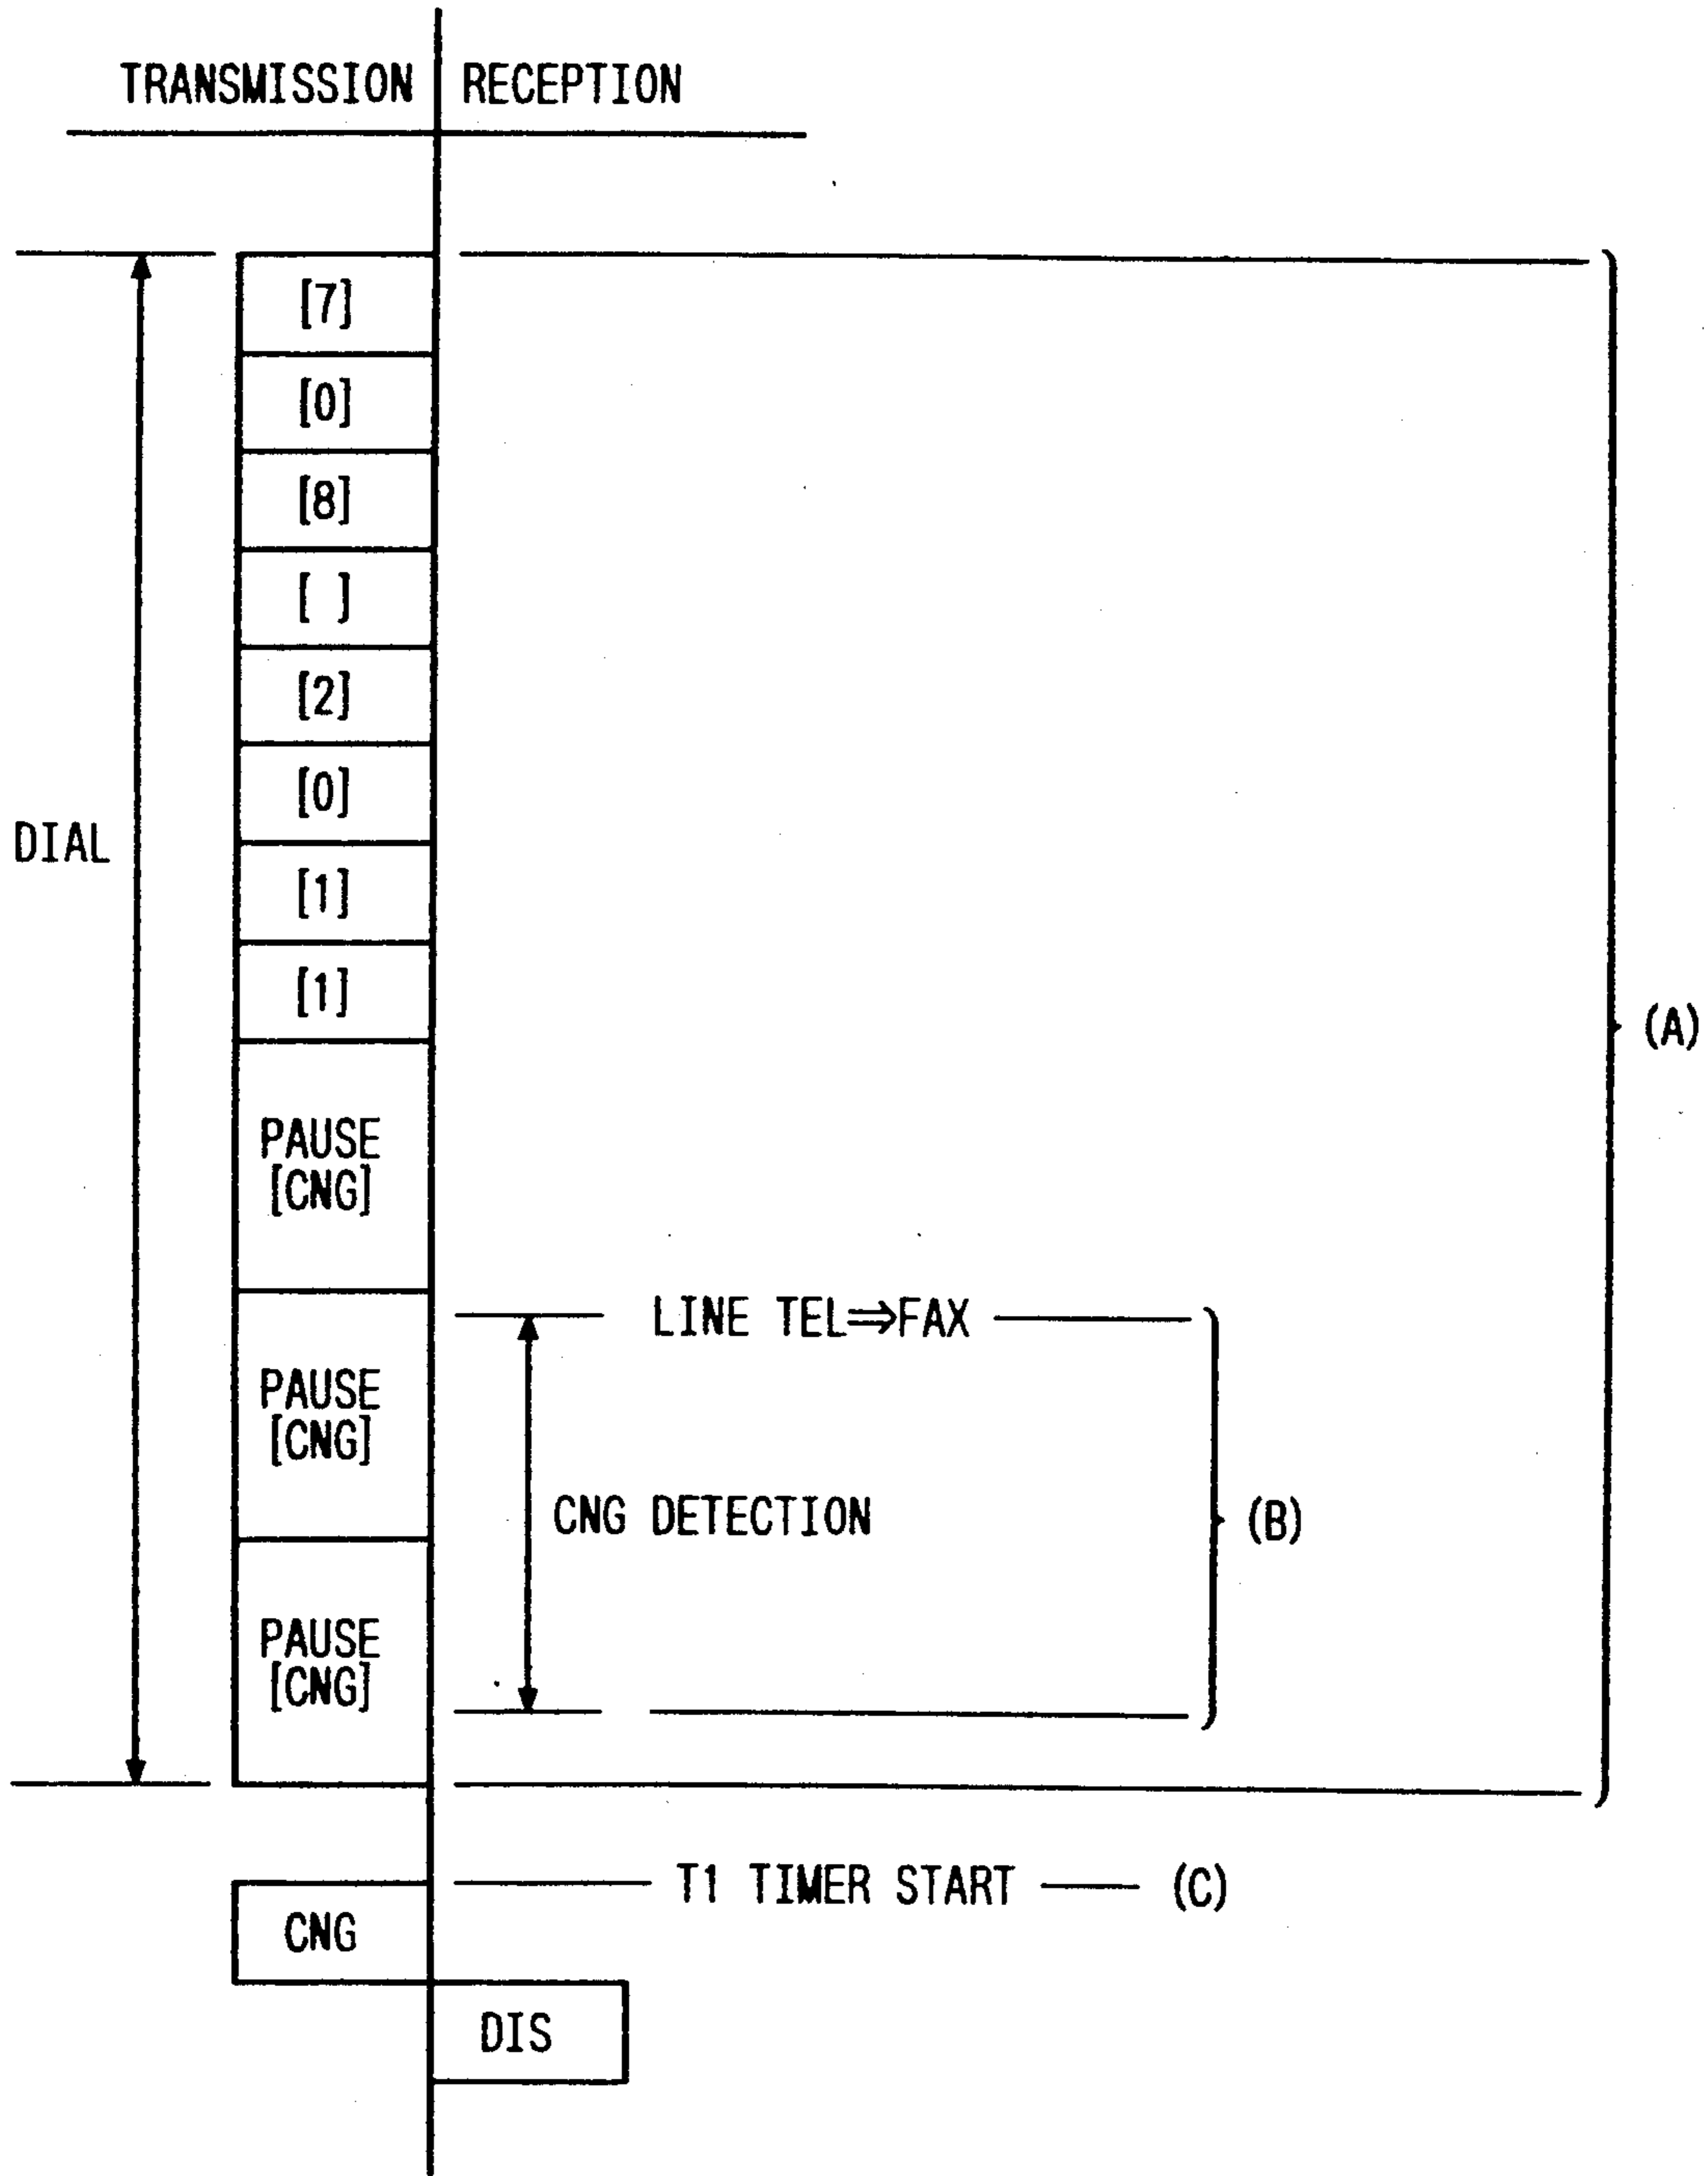 TRANSMISSION RECEPTION
[7]
[0]
[8]
[ ]
[2]
[0]
DIAL
[1]
[1]
(A)
PAUSE
[CNG]
LINE TEL⇒FAX
PAUSE
[CNG]
CNG DETECTION
(B)
PAUSE
[CNG]
T1 TIMER START
(C)
CNG
DIS